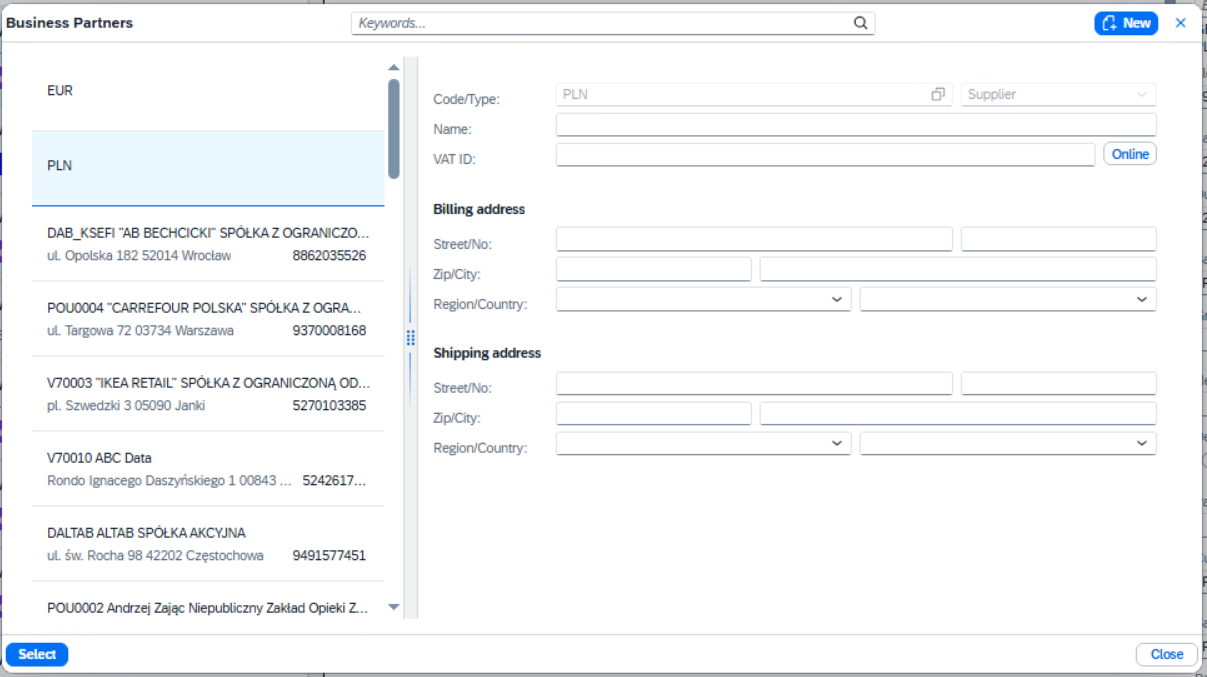 Business Partners
Keywords...
New
EUR
PLN
DAB_KSEFI "AB BECHCICKI" SPÓŁKA Z OGRANICZO...
ul. Opolska 182 52014 Wrocław 8862035526
POU0004 "CARREFOUR POLSKA" SPÓŁKA Z OGRA...
ul. Targowa 72 03734 Warszawa 9370008168
V70003 "IKEA RETAIL" SPÓŁKA Z OGRANICZONĄ OD...
pl. Szwedzki 3 05090 Janki 5270103385
V70010 ABC Data
Rondo Ignacego Daszyńskiego 1 00843 ... 5242617...
DALTAB ALTAB SPÓŁKA AKCYJNA
ul. św. Rocha 98 42202 Częstochowa 9491577451
POU0002 Andrzej Zając Niepubliczny Zakład Opieki Z...
Code/Type: PLN Supplier
Name:
VAT ID: Online
Billing address
Street/No:
Zip/City:
Region/Country:
Shipping address
Street/No:
Zip/City:
Region/Country:
Select
Close